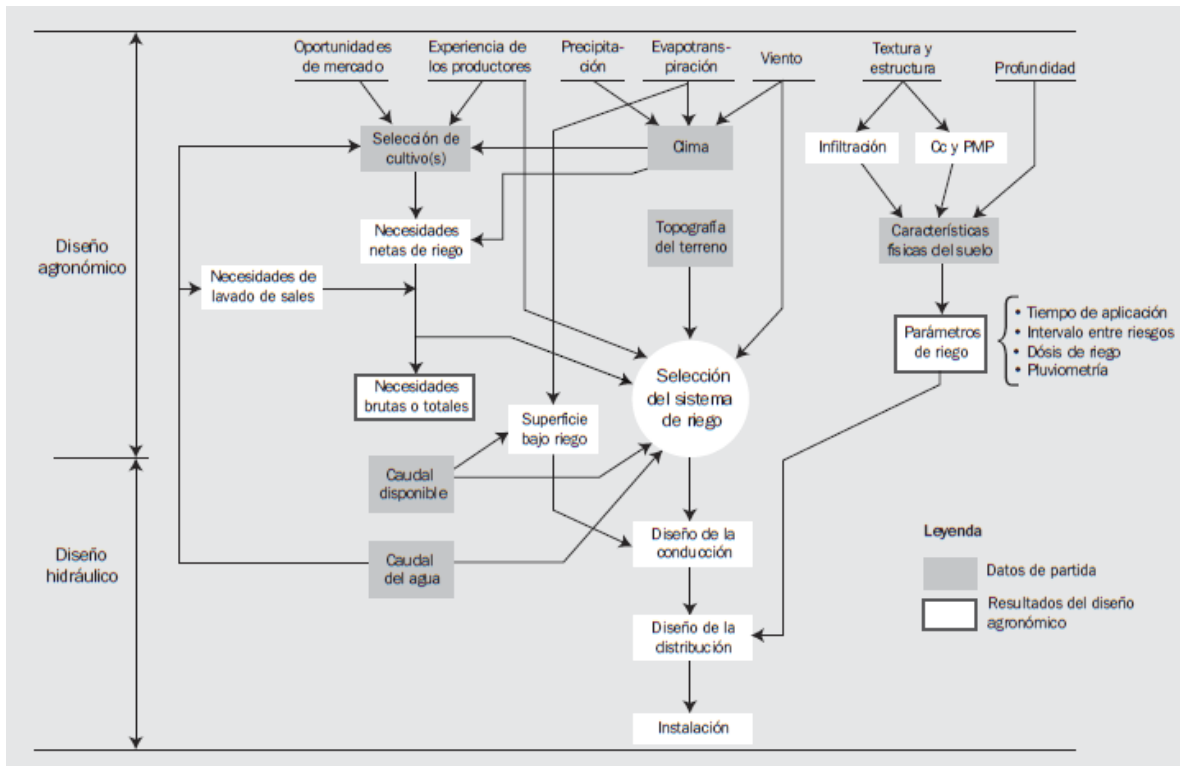 Oportunidades
de mercado
Experiencia de
los productores
Precipita-
ción
Evapotrans-
piración
Viento
Textura y
estructura
Profundidad
Selección de
cultivo(s)
Clima
Infiltración
Cc y PMP
Necesidades
netas de riego
Topografía
del terreno
Características
físicas del suelo
Diseño
agronómico
Necesidades de
lavado de sales
Parámetros
de riego
• Tiempo de aplicación
• Intervalo entre riesgos
• Dósis de riego
• Pluviometría
Necesidades
brutas o totales
Selección
del sistema
de riego
Superficie
bajo riego
Caudal
disponible
Diseño
hidráulico
Caudal
del agua
Diseño de la
conducción
Diseño de la
distribución
Instalación
Leyenda
Datos de partida
Resultados del diseño
agronómico